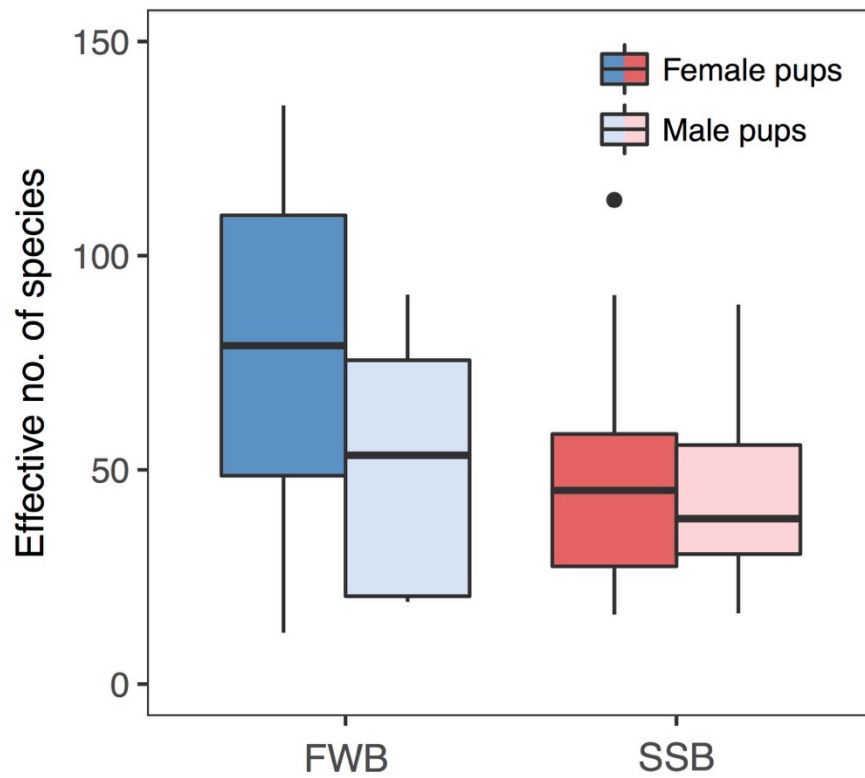 150
100
50
0
Effective no. of species
Female pups
Male pups
FWB
SSB